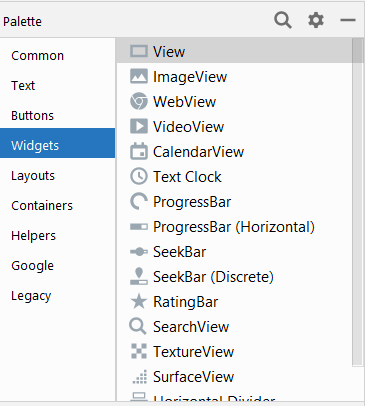 Palette
Common
Text
Buttons
Widgets
Layouts
Containers
Helpers
Google
Legacy
View
ImageView
WebView
VideoView
CalendarView
Text Clock
ProgressBar
ProgressBar (Horizontal)
SeekBar
SeekBar (Discrete)
RatingBar
SearchView
TextureView
SurfaceView
Horizontal Divider